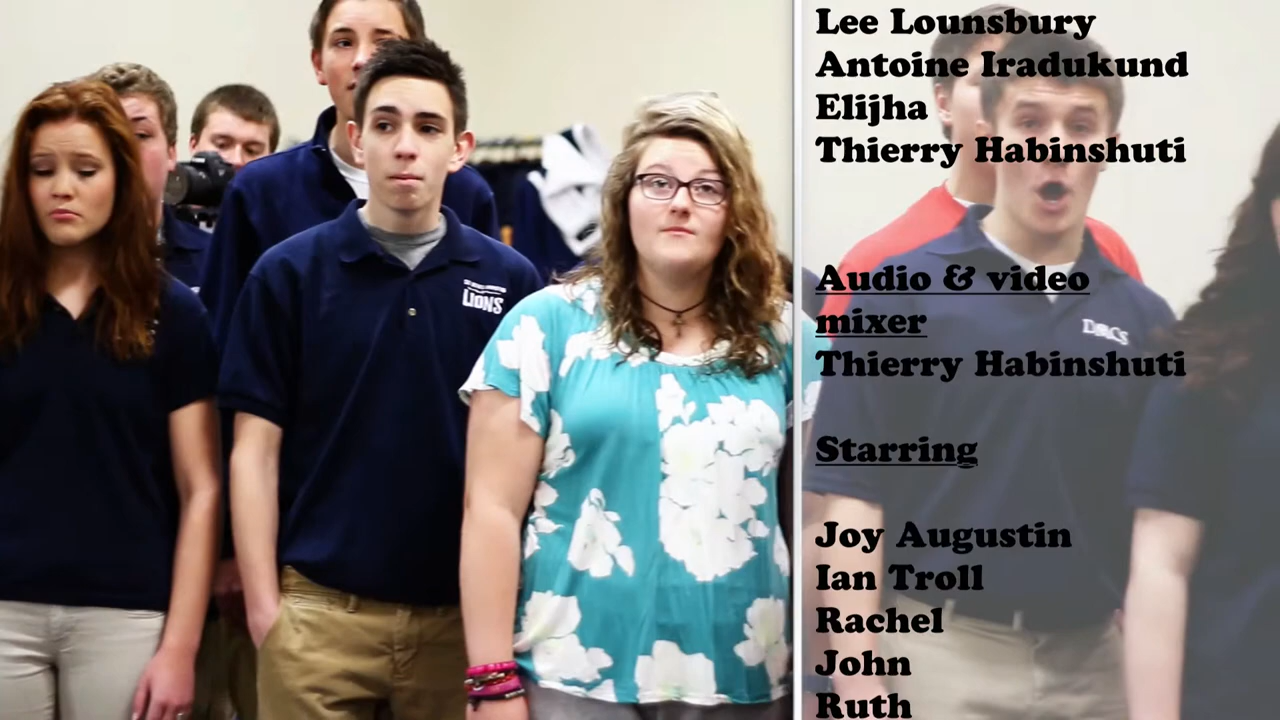 Lee Lounsbury
Antoine Iradukund
Elijha
Thierry Habinshuti
Audio & video
mixer
Thierry Habinshuti
Starring
Joy Augustin
Ian Troll
Rachel
John
Ruth
LIONS